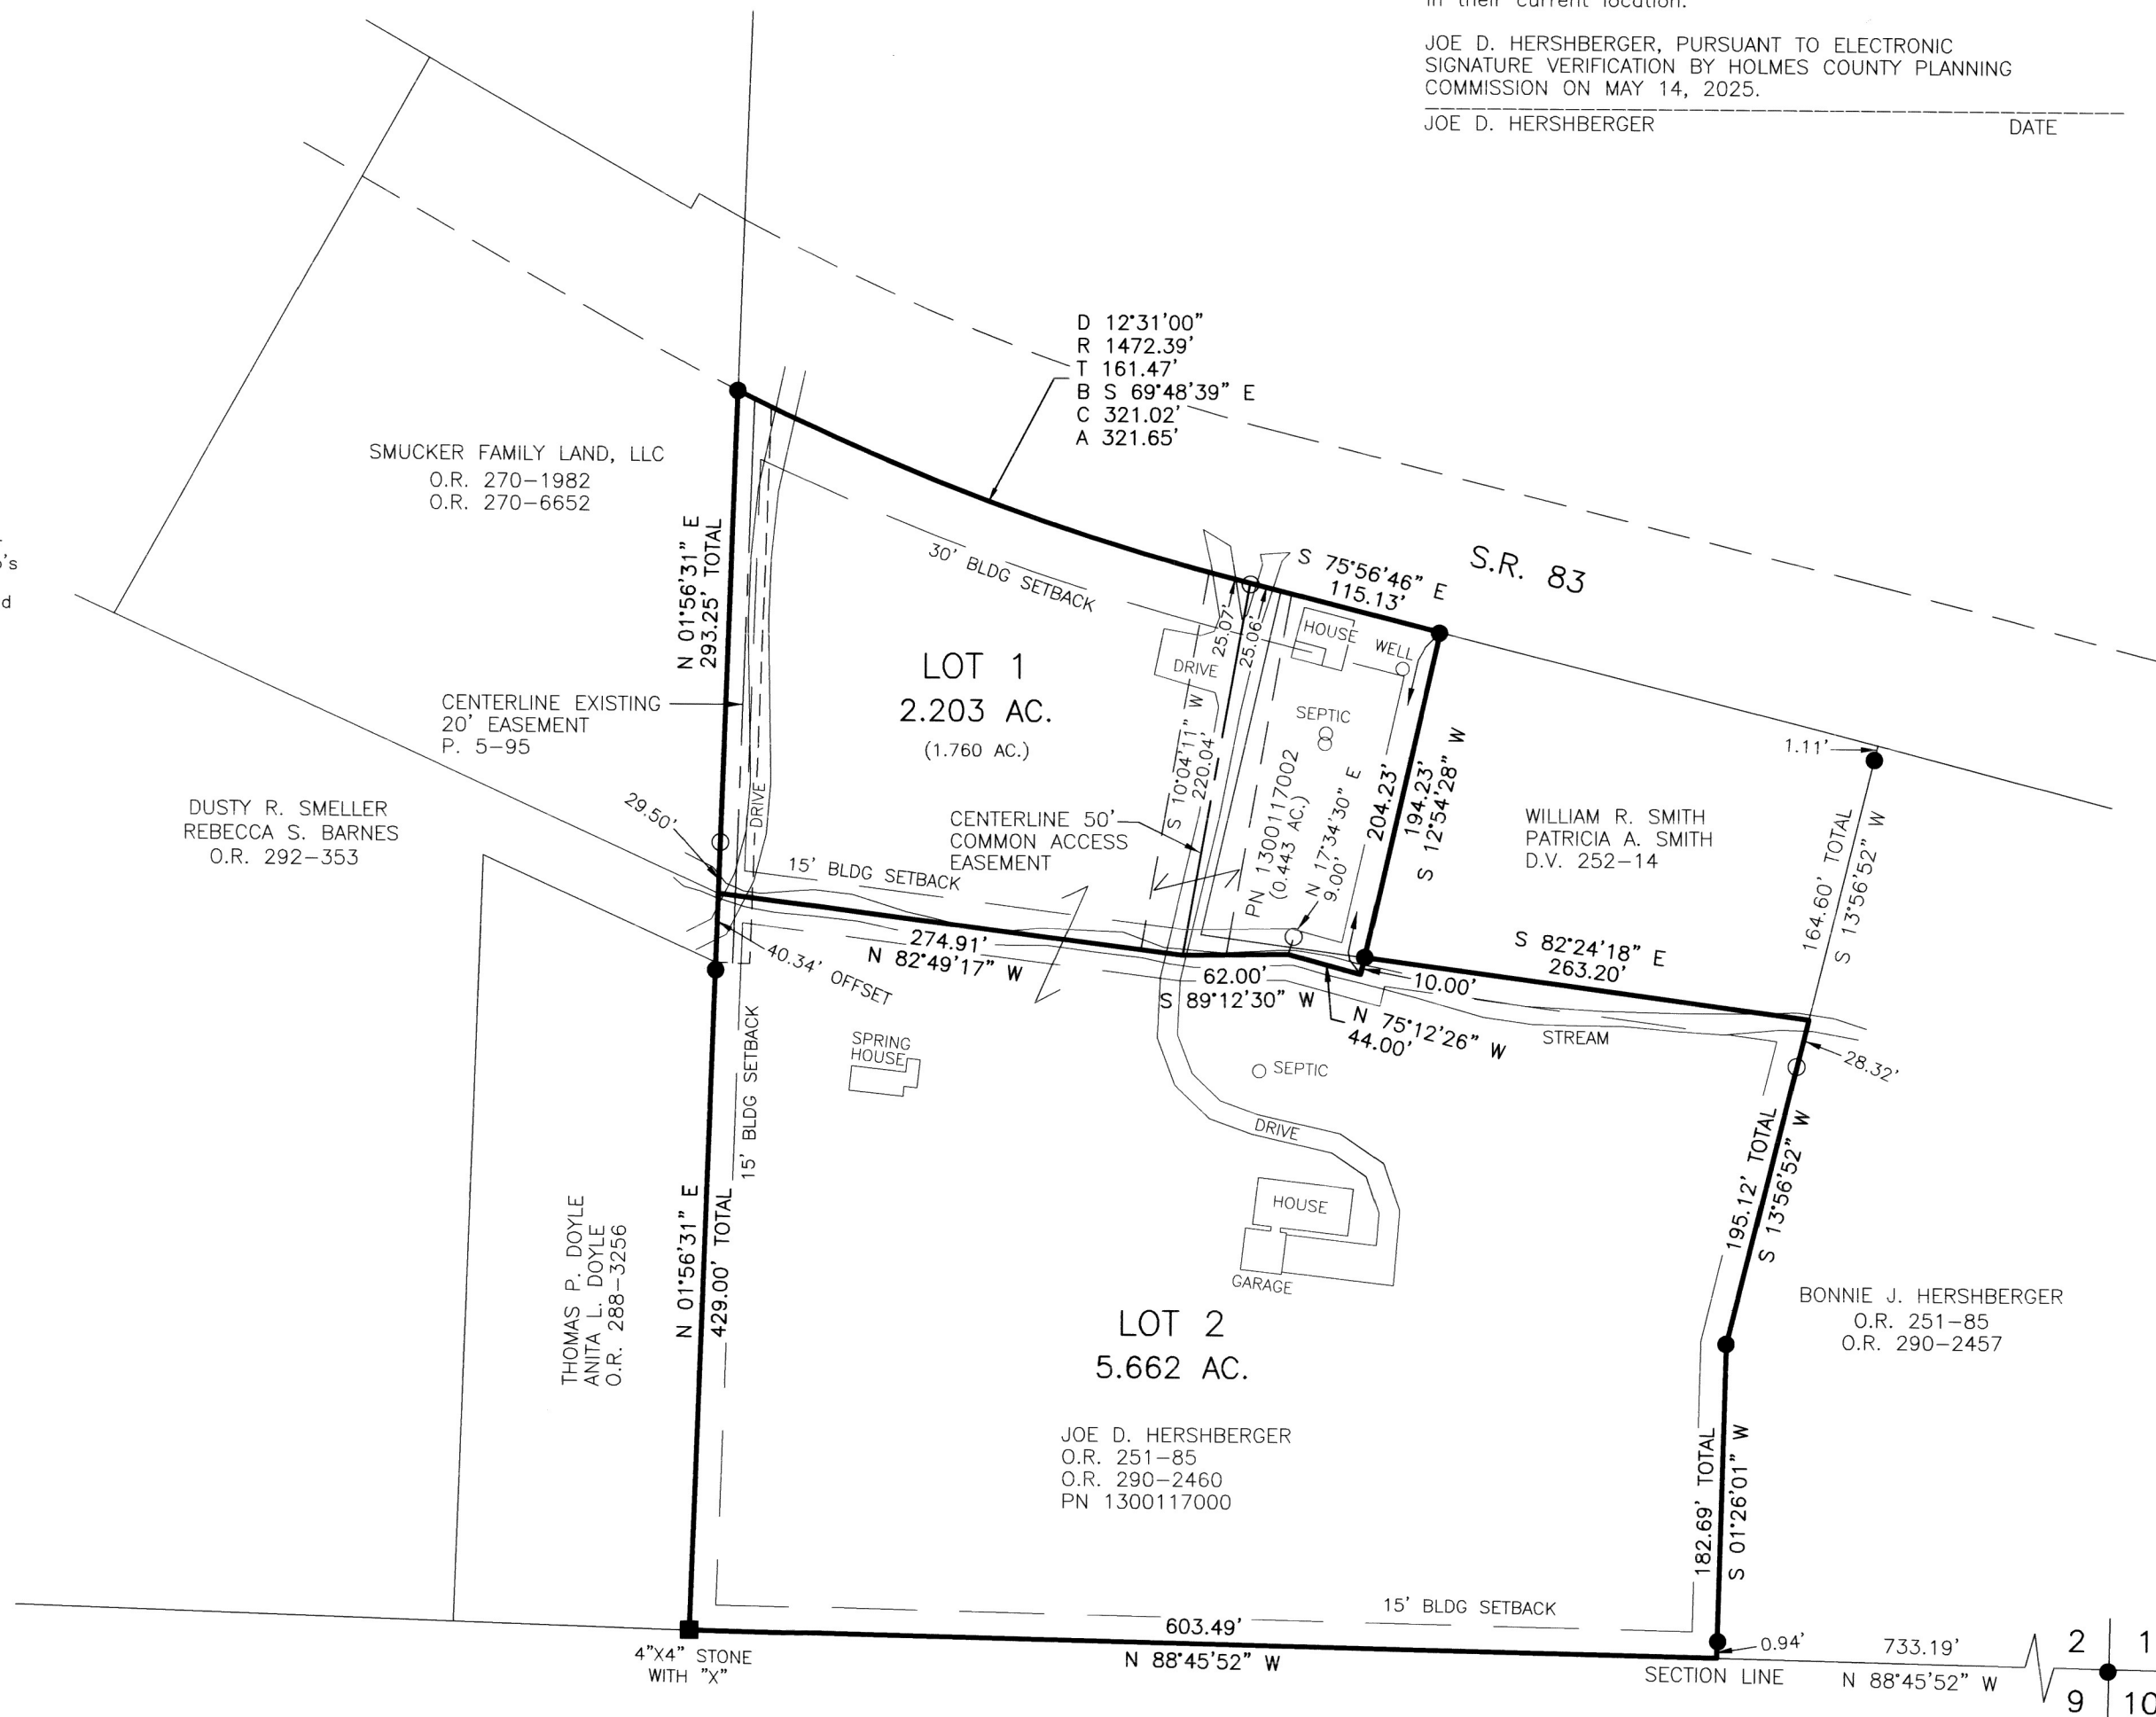 in their current location.
JOE D. HERSHBERGER, PURSUANT TO ELECTRONIC
SIGNATURE VERIFICATION BY HOLMES COUNTY PLANNING
COMMISSION ON MAY 14, 2025.
JOE D. HERSHBERGER DATE
D 12°31'00"
R 1472.39'
T 161.47'
B S 69°48'39" E
C 321.02'
A 321.65'
SMUCKER FAMILY LAND, LLC
O.R. 270-1982
O.R. 270-6652
N 01°56'31" E
293.25' TOTAL
's
d
30' BLDG SETBACK
S 75°56'46" E
115.13'
S.R. 83
25.07'
25.06'
HOUSE
WELL
DRIVE
LOT 1
2.203 AC.
(1.760 AC.)
CENTERLINE EXISTING
20' EASEMENT
P. 5-95
DRIVE
SEPTIC
S 10°04'11" W
220.04'
PN 1300117002
(0.443 AC.)
N 17°34'30" E
9.00'
204.23'
194.23'
S 12°54'28" W
1.11'
164.60' TOTAL
S 13°56'52" W
DUSTY R. SMELLER
REBECCA S. BARNES
O.R. 292-353
29.50'
CENTERLINE 50'
COMMON ACCESS
EASEMENT
WILLIAM R. SMITH
PATRICIA A. SMITH
D.V. 252-14
15' BLDG SETBACK
274.91'
N 82°49'17" W
40.34' OFFSET
62.00'
S 89°12'30" W
10.00'
N 75°12'26" W
44.00'
S 82°24'18" E
263.20'
STREAM
28.32'
SPRING
HOUSE
SEPTIC
15' BLDG SETBACK
DRIVE
195.12' TOTAL
S 13°56'52" W
HOUSE
GARAGE
THOMAS P. DOYLE
ANITA L. DOYLE
O.R. 288-3256
N 01°56'31" E
429.00' TOTAL
LOT 2
5.662 AC.
BONNIE J. HERSHBERGER
O.R. 251-85
O.R. 290-2457
JOE D. HERSHBERGER
O.R. 251-85
O.R. 290-2460
PN 1300117000
182.69' TOTAL
S 01°26'01" W
15' BLDG SETBACK
603.49'
N 88°45'52" W
4"X4" STONE
WITH "X"
0.94'
SECTION LINE
733.19'
N 88°45'52" W
2 1
9 10